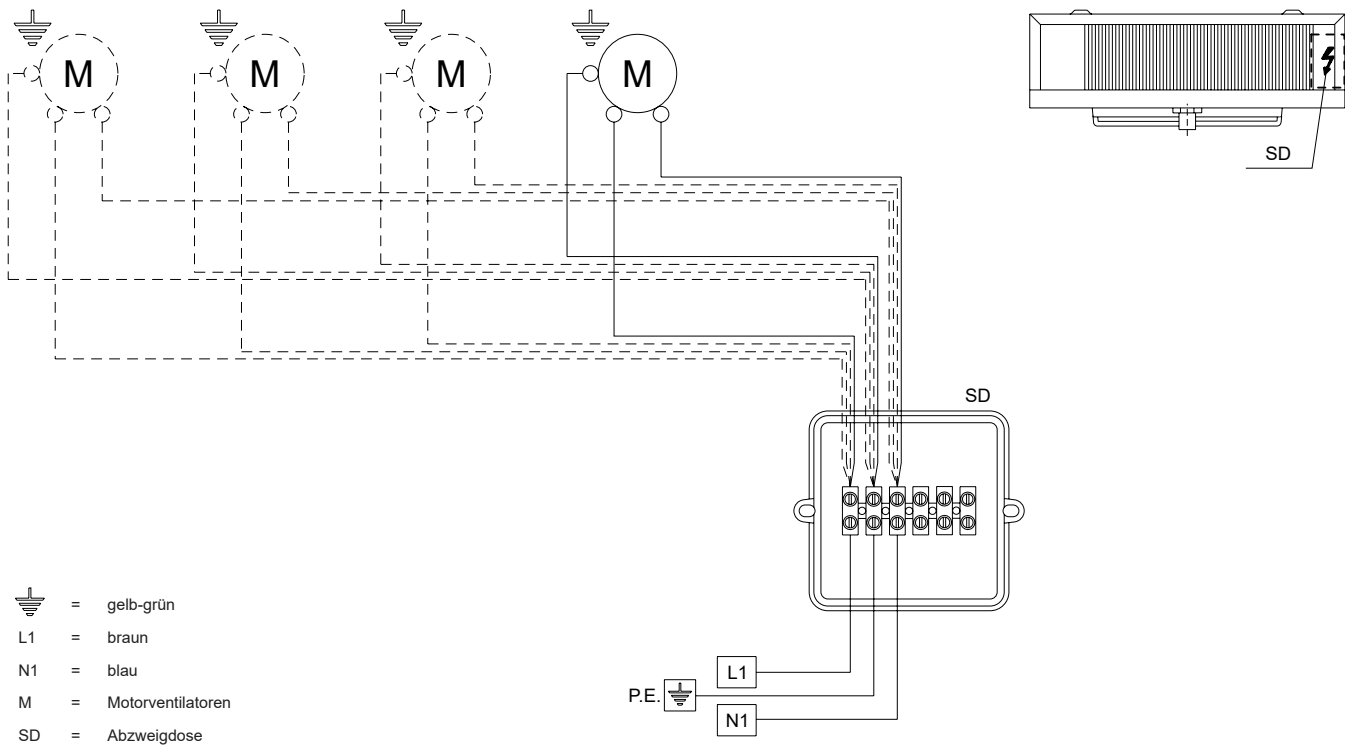 M M M M
SD
SD
= gelb-grün
L1 = braun
N1 = blau
M = Motorventilatoren
SD = Abzweigdose
L1
P.E.
N1